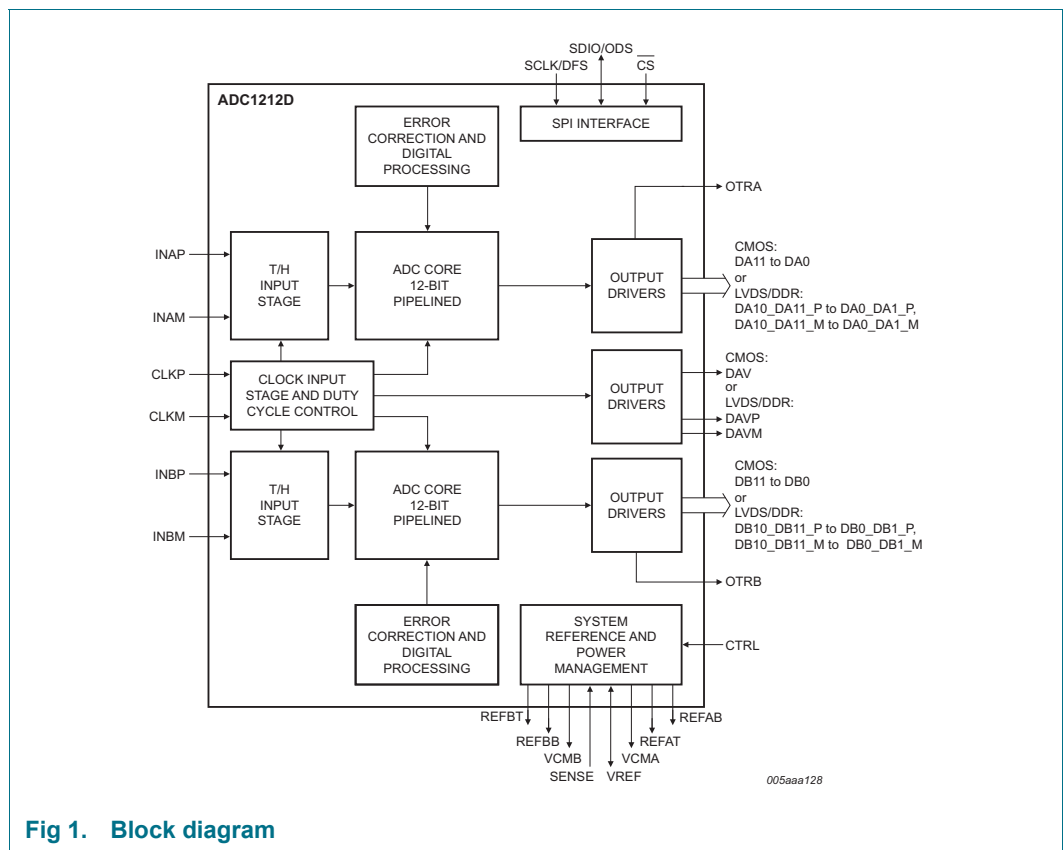 SDIO/ODS
SCLK/DFS
CS
ADC1212D
ERROR
CORRECTION AND
DIGITAL
PROCESSING
SPI INTERFACE
OTRA
INAP
INAM
T/H
INPUT
STAGE
ADC CORE
12-BIT
PIPELINED
OUTPUT
DRIVERS
CMOS:
DA11 to DA0
or
LVDS/DDR:
DA10_DA11_P to DA0_DA1_P,
DA10_DA11_M to DA0_DA1_M
CLKP
CLKM
CLOCK INPUT
STAGE AND DUTY
CYCLE CONTROL
OUTPUT
DRIVERS
CMOS:
DAV
or
LVDS/DDR:
DAVP
DAVM
INBP
INBM
T/H
INPUT
STAGE
ADC CORE
12-BIT
PIPELINED
OUTPUT
DRIVERS
CMOS:
DB11 to DB0
or
LVDS/DDR:
DB10_DB11_P to DB0_DB1_P,
DB10_DB11_M to DB0_DB1_M
OTRB
ERROR
CORRECTION AND
DIGITAL
PROCESSING
SYSTEM
REFERENCE AND
POWER
MANAGEMENT
CTRL
REFBT
REFBB
VCMB
SENSE
VREF
VCMA
REFAT
REFAB
005aaa128
Fig 1. Block diagram